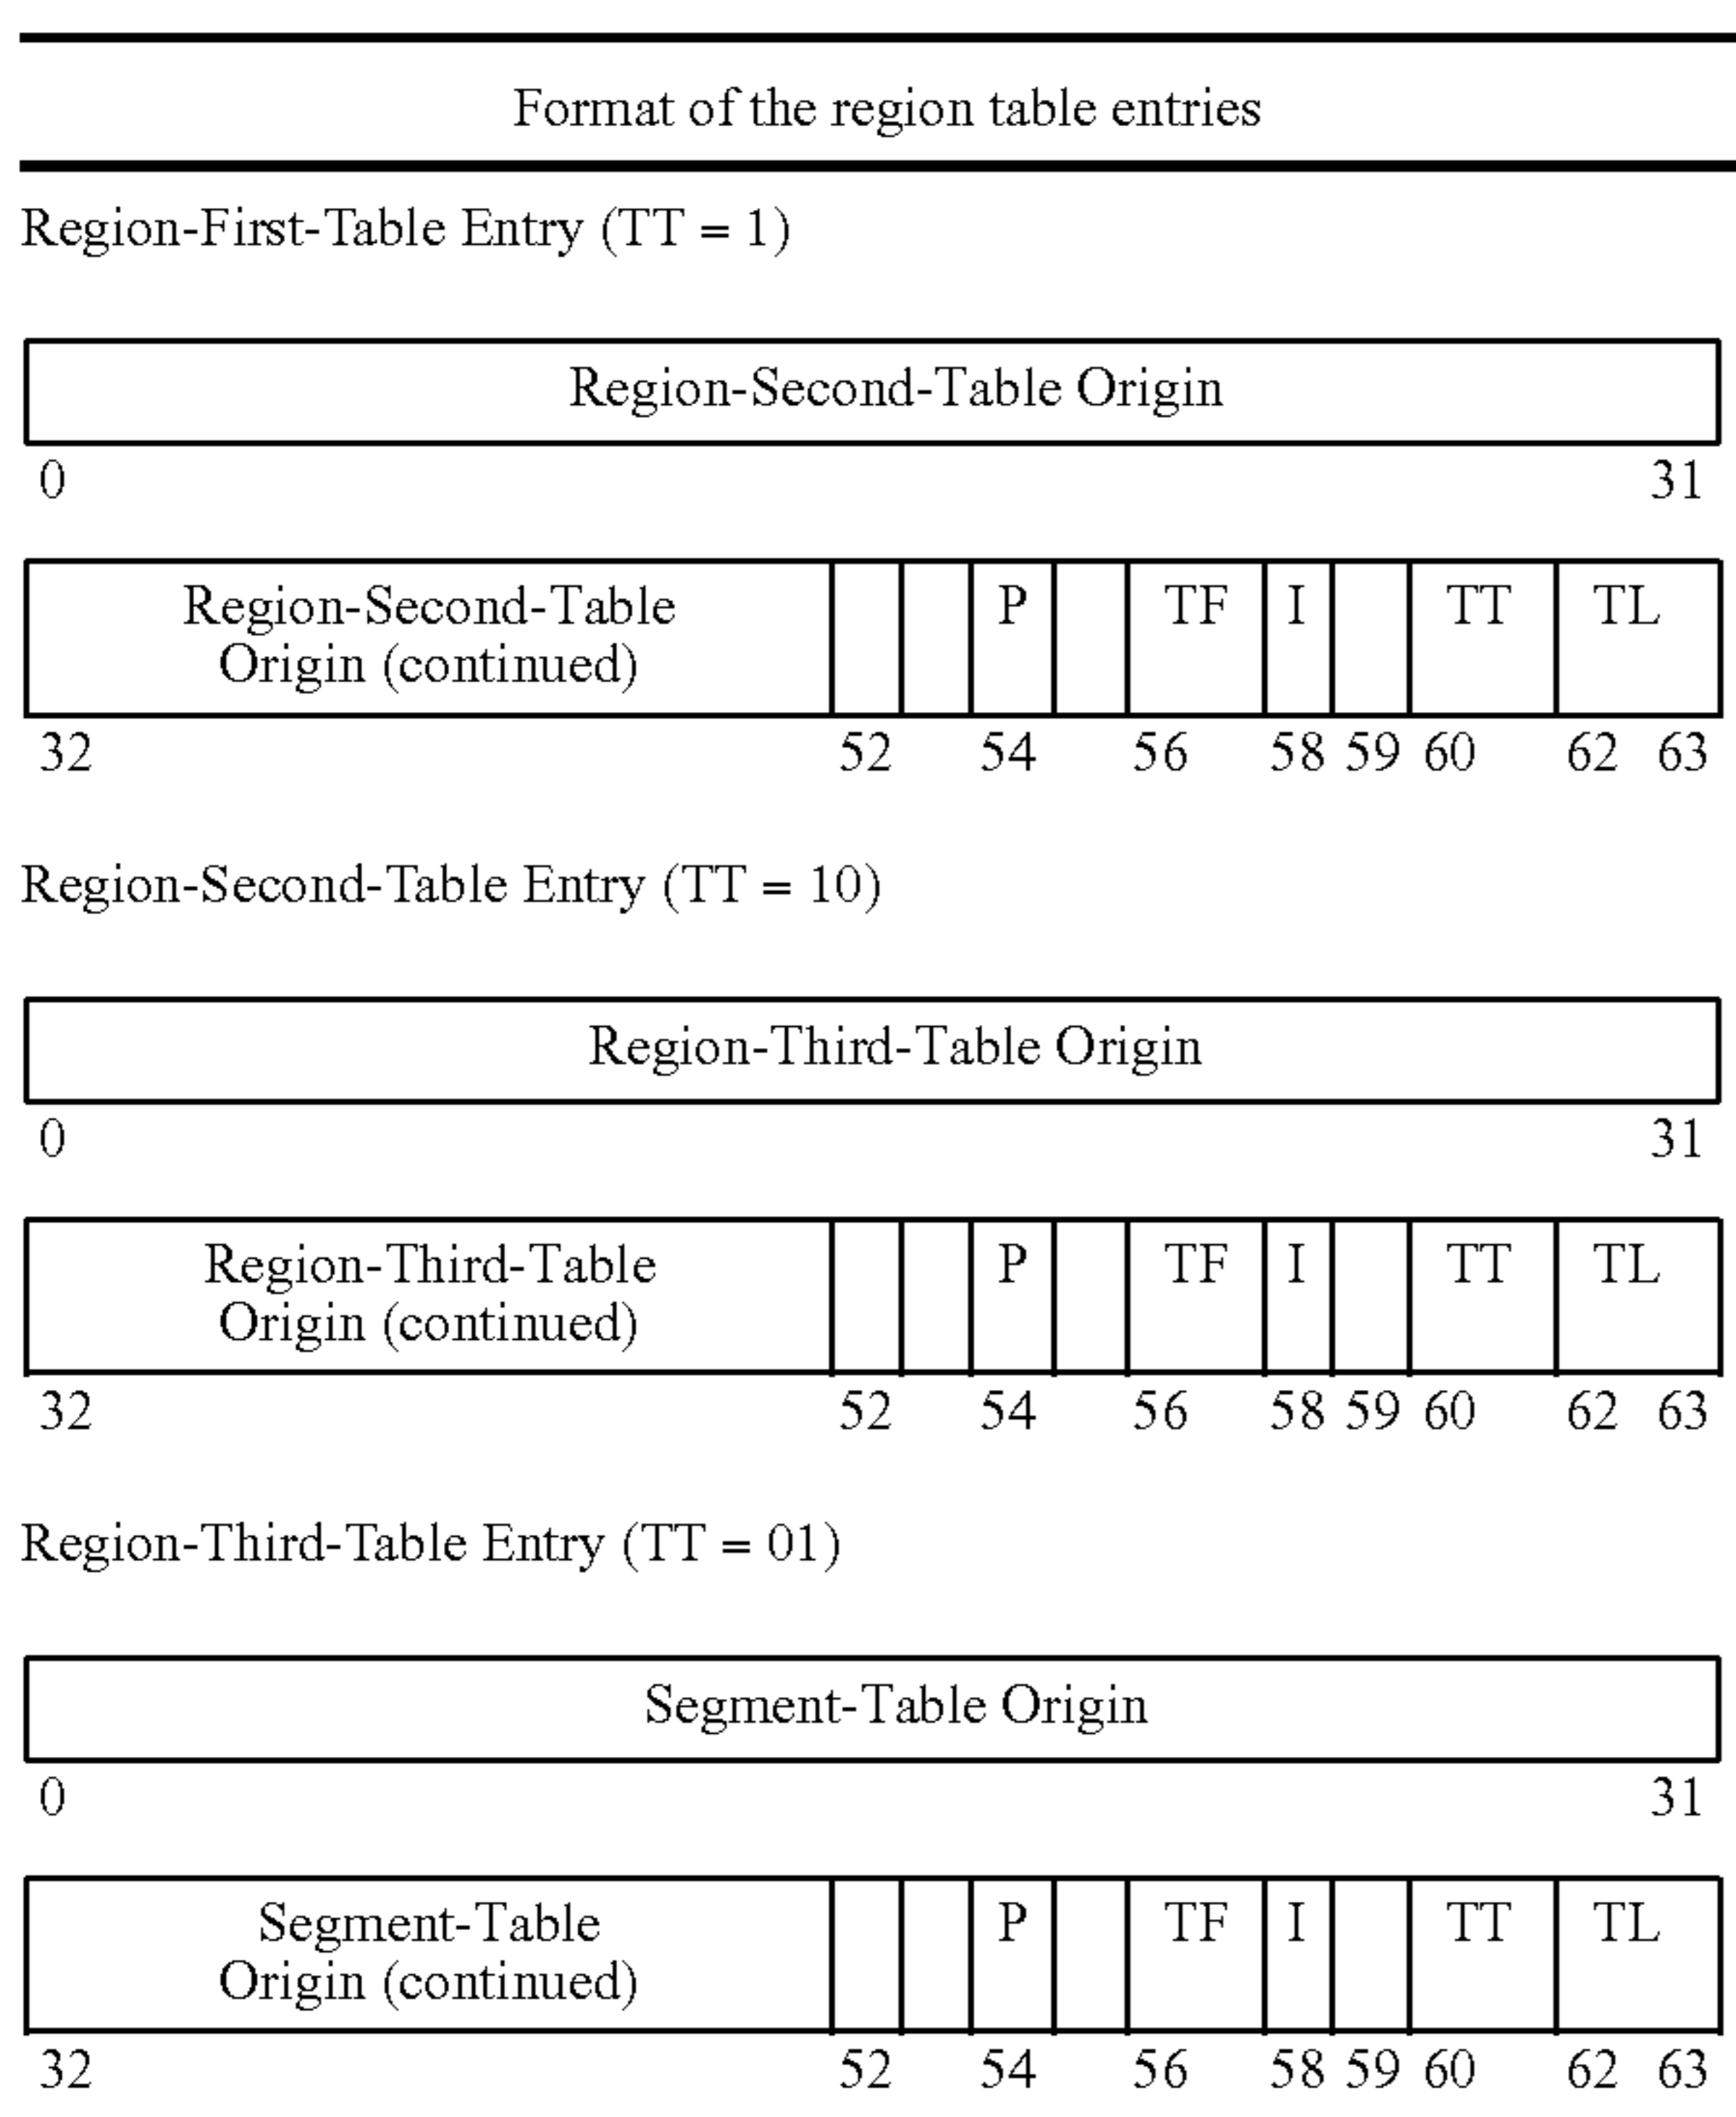 Format of the region table entries
Region-First-Table Entry (TT = 1)
Region-Second-Table Origin
0 31
Region-Second-Table P TF I TT TL
Origin (continued)
32 52 54 56 58 59 60 62 63
Region-Second-Table Entry (TT = 10)
Region-Third-Table Origin
0 31
Region-Third-Table P TF I TT TL
Origin (continued)
32 52 54 56 58 59 60 62 63
Region-Third-Table Entry (TT = 01)
Segment-Table Origin
0 31
Segment-Table P TF I TT TL
Origin (continued)
32 52 54 56 58 59 60 62 63